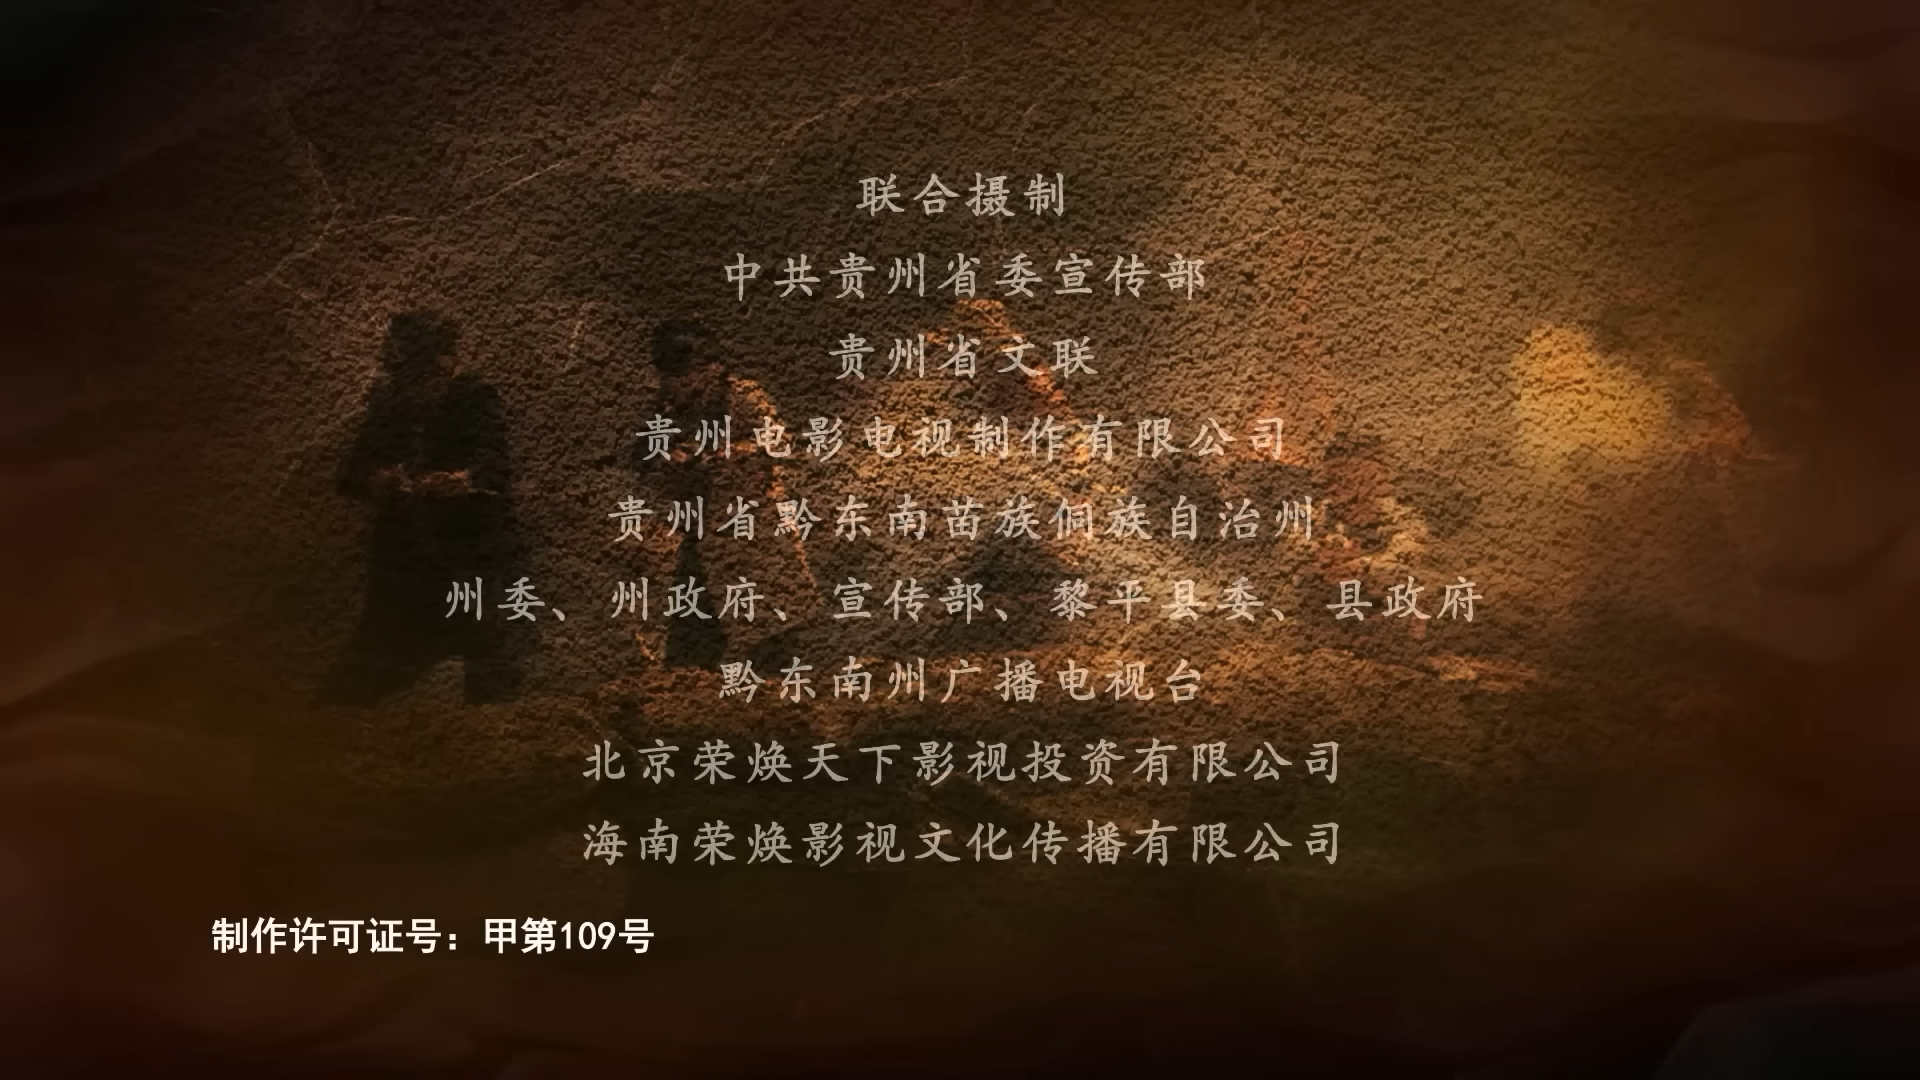 联合摄制
中共贵州省委宣传部
贵州省文联
贵州电影电视制作有限公司
贵州省黔东南苗族侗族自治州
州委、州政府、宣传部、黎平县委、县政府
黔东南州广播电视台
北京荣焕天下影视投资有限公司
海南荣焕影视文化传播有限公司
制作许可证号：甲第109号